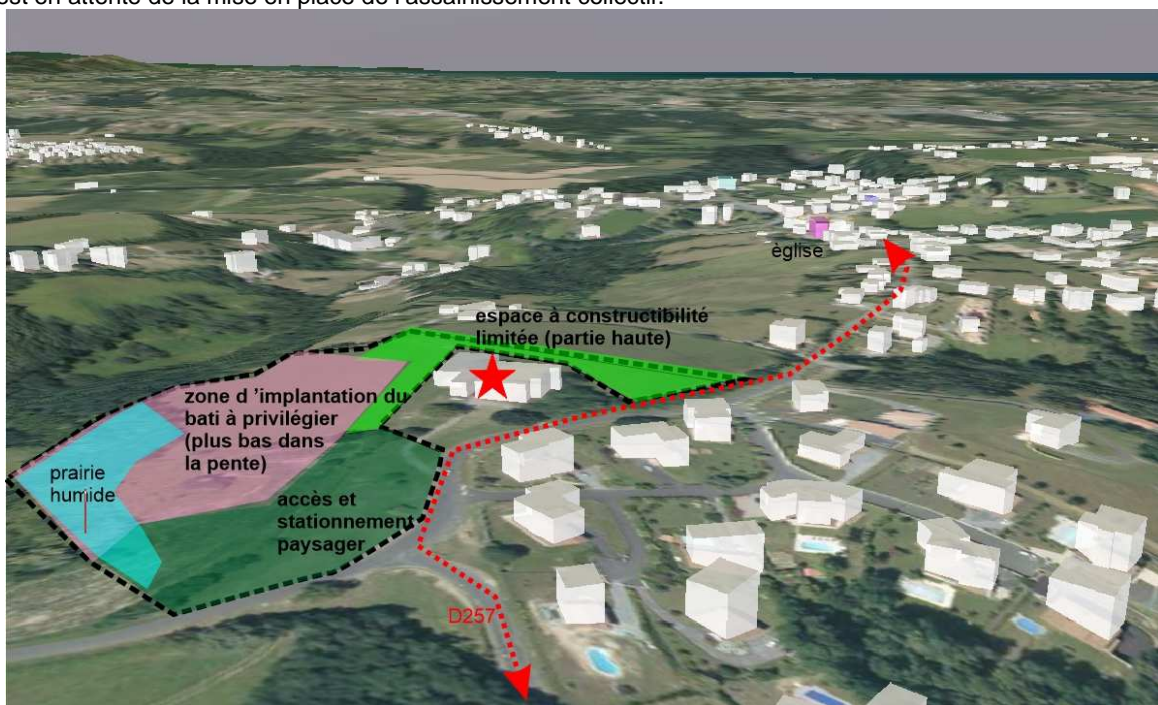 est en attente de la mise en place de l'assainissement collectif.
église
espace à constructibilité
limitée (partie haute)
zone d 'implantation du
bati à privilégier
(plus bas dans
la pente)
prairie
humide
accès et
stationnement
paysager
D257